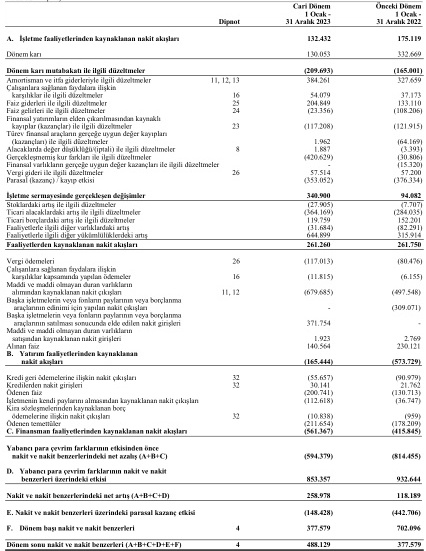 Cari Dönem Önceki Dönem
1 Ocak - 1 Ocak -
Dipnot 31 Aralık 2023 31 Aralık 2022
A. İşletme faaliyetlerinden kaynaklanan nakit akışları 132.432 175.119
Dönem karı 130.053 332.669
Dönem karı mutabakatı ile ilgili düzeltmeler (209.693) (165.001)
Amortisman ve itfa giderleriyle ilgili düzeltmeler 11, 12, 13 384.261 327.659
Çalışanlara sağlanan faydalara ilişkin
karşılıklar ile ilgili düzeltmeler 16 54.079 37.173
Faiz giderleri ile ilgili düzeltmeler 25 204.849 133.110
Faiz gelirleri ile ilgili düzeltmeler 24 (23.356) (108.206)
Finansal yatırımların elden çıkarılmasından kaynaklı
kayıplar (kazançlar) ile ilgili düzeltmeler 23 (117.208) (121.915)
Türev finansal araçların gerçeğe uygun değer kayıpları
(kazançları) ile ilgili düzeltmeler 1.962 (64.169)
Alacaklarda değer düşüklüğü/(iptali) ile ilgili düzeltmeler 8 1.887 (3.393)
Gerçekleşmemiş kur farkları ile ilgili düzeltmeler (420.629) (30.806)
Finansal varlıkların gerçeğe uygun değer kazançları ile ilgili düzeltmeler - (15.320)
Vergi gideri ile ilgili düzeltmeler 26 57.514 57.200
Parasal (kazanç) / kayıp etkisi (353.052) (376.334)
İşletme sermayesinde gerçekleşen değişimler 340.900 94.082
Stoklardaki artış ile ilgili düzeltmeler (27.905) (7.707)
Ticari alacaklardaki artış ile ilgili düzeltmeler (364.169) (284.035)
Ticari borçlardaki artış ile ilgili düzeltmeler 119.759 152.201
Faaliyetlerle ilgili diğer varlıklardaki artış (31.684) (82.291)
Faaliyetlerle ilgili diğer yükümlülüklerdeki artış 644.899 315.914
Faaliyetlerden kaynaklanan nakit akışları 261.260 261.750
Vergi ödemeleri 26 (117.013) (80.476)
Çalışanlara sağlanan faydalara ilişkin
karşılıklar kapsamında yapılan ödemeler 16 (11.815) (6.155)
Maddi ve maddi olmayan duran varlıkların
alımından kaynaklanan nakit çıkışları 11, 12 (679.685) (497.548)
Başka işletmelerin veya fonların paylarının veya borçlanma
araçlarının edinimi için yapılan nakit çıkışları - (309.071)
Başka işletmelerin veya fonların paylarının veya borçlanma
araçlarının satılması sonucunda elde edilen nakit girişleri 371.754 -
Maddi ve maddi olmayan duran varlıkların
satışından kaynaklanan nakit girişleri 1.923 2.769
Alınan faiz 140.564 230.121
B. Yatırım faaliyetlerinden kaynaklanan
nakit akışları (165.444) (573.729)
Kredi geri ödemelerine ilişkin nakit çıkışları 32 (55.657) (90.979)
Kredilerden nakit girişleri 32 30.141 21.762
Ödenen faiz (200.741) (130.713)
İşletmenin kendi paylarını almasından kaynaklanan nakit çıkışları (112.618) (36.747)
Kira sözleşmelerinden kaynaklanan borç
ödemelerine ilişkin nakit çıkışları 32 (10.838) (959)
Ödenen temettüler (211.654) (178.209)
C. Finansman faaliyetlerinden kaynaklanan nakit akışları (561.367) (415.845)
Yabancı para çevrim farklarının etkisinden önce
nakit ve nakit benzerlerindeki net azalış (A+B+C) (594.379) (814.455)
D. Yabancı para çevrim farklarının nakit ve nakit
benzerleri üzerindeki etkisi 853.357 932.644
Nakit ve nakit benzerlerindeki net artış (A+B+C+D) 258.978 118.189
E. Nakit ve nakit benzerleri üzerindeki parasal kazanç etkisi (148.428) (442.706)
F. Dönem başı nakit ve nakit benzerleri 4 377.579 702.096
Dönem sonu nakit ve nakit benzerleri (A+B+C+D+E+F) 4 488.129 377.579